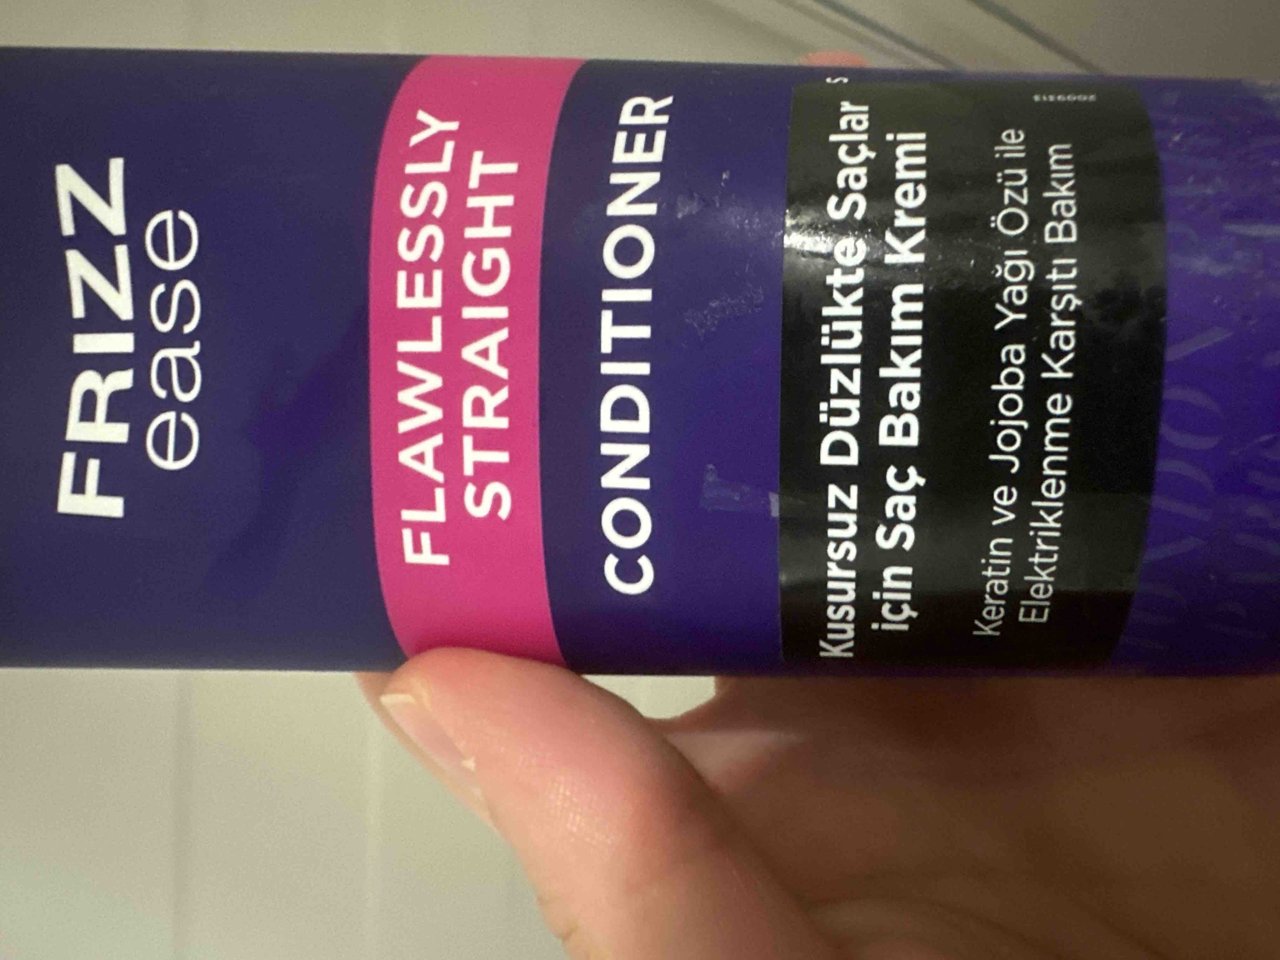 FRIZZ
ease
FLAWLESSLY
STRAIGHT
CONDITIONER
Kusursuz Düzlükte Saçlar
için Saç Bakım Kremi
Keratin ve Jojoba Yağı Özü ile
Elektriklenme Karşıtı Bakım